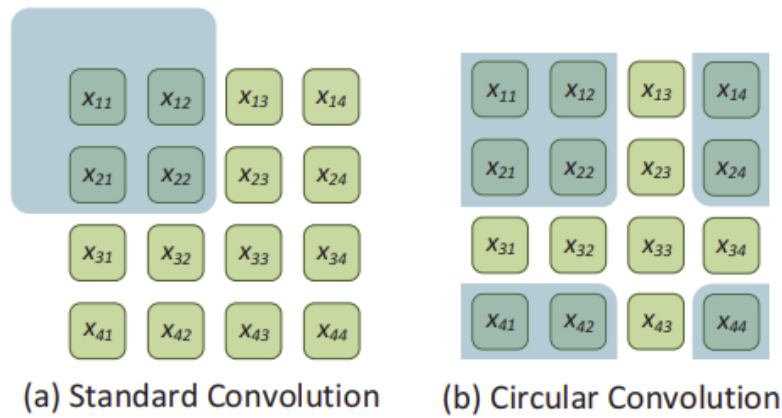 x11 x12 x13 x14 x11 x12 x13 x14
x21 x22 x23 x24 x21 x22 x23 x24
x31 x32 x33 x34 x31 x32 x33 x34
x41 x42 x43 x44 x41 x42 x43 x44
(a) Standard Convolution (b) Circular Convolution